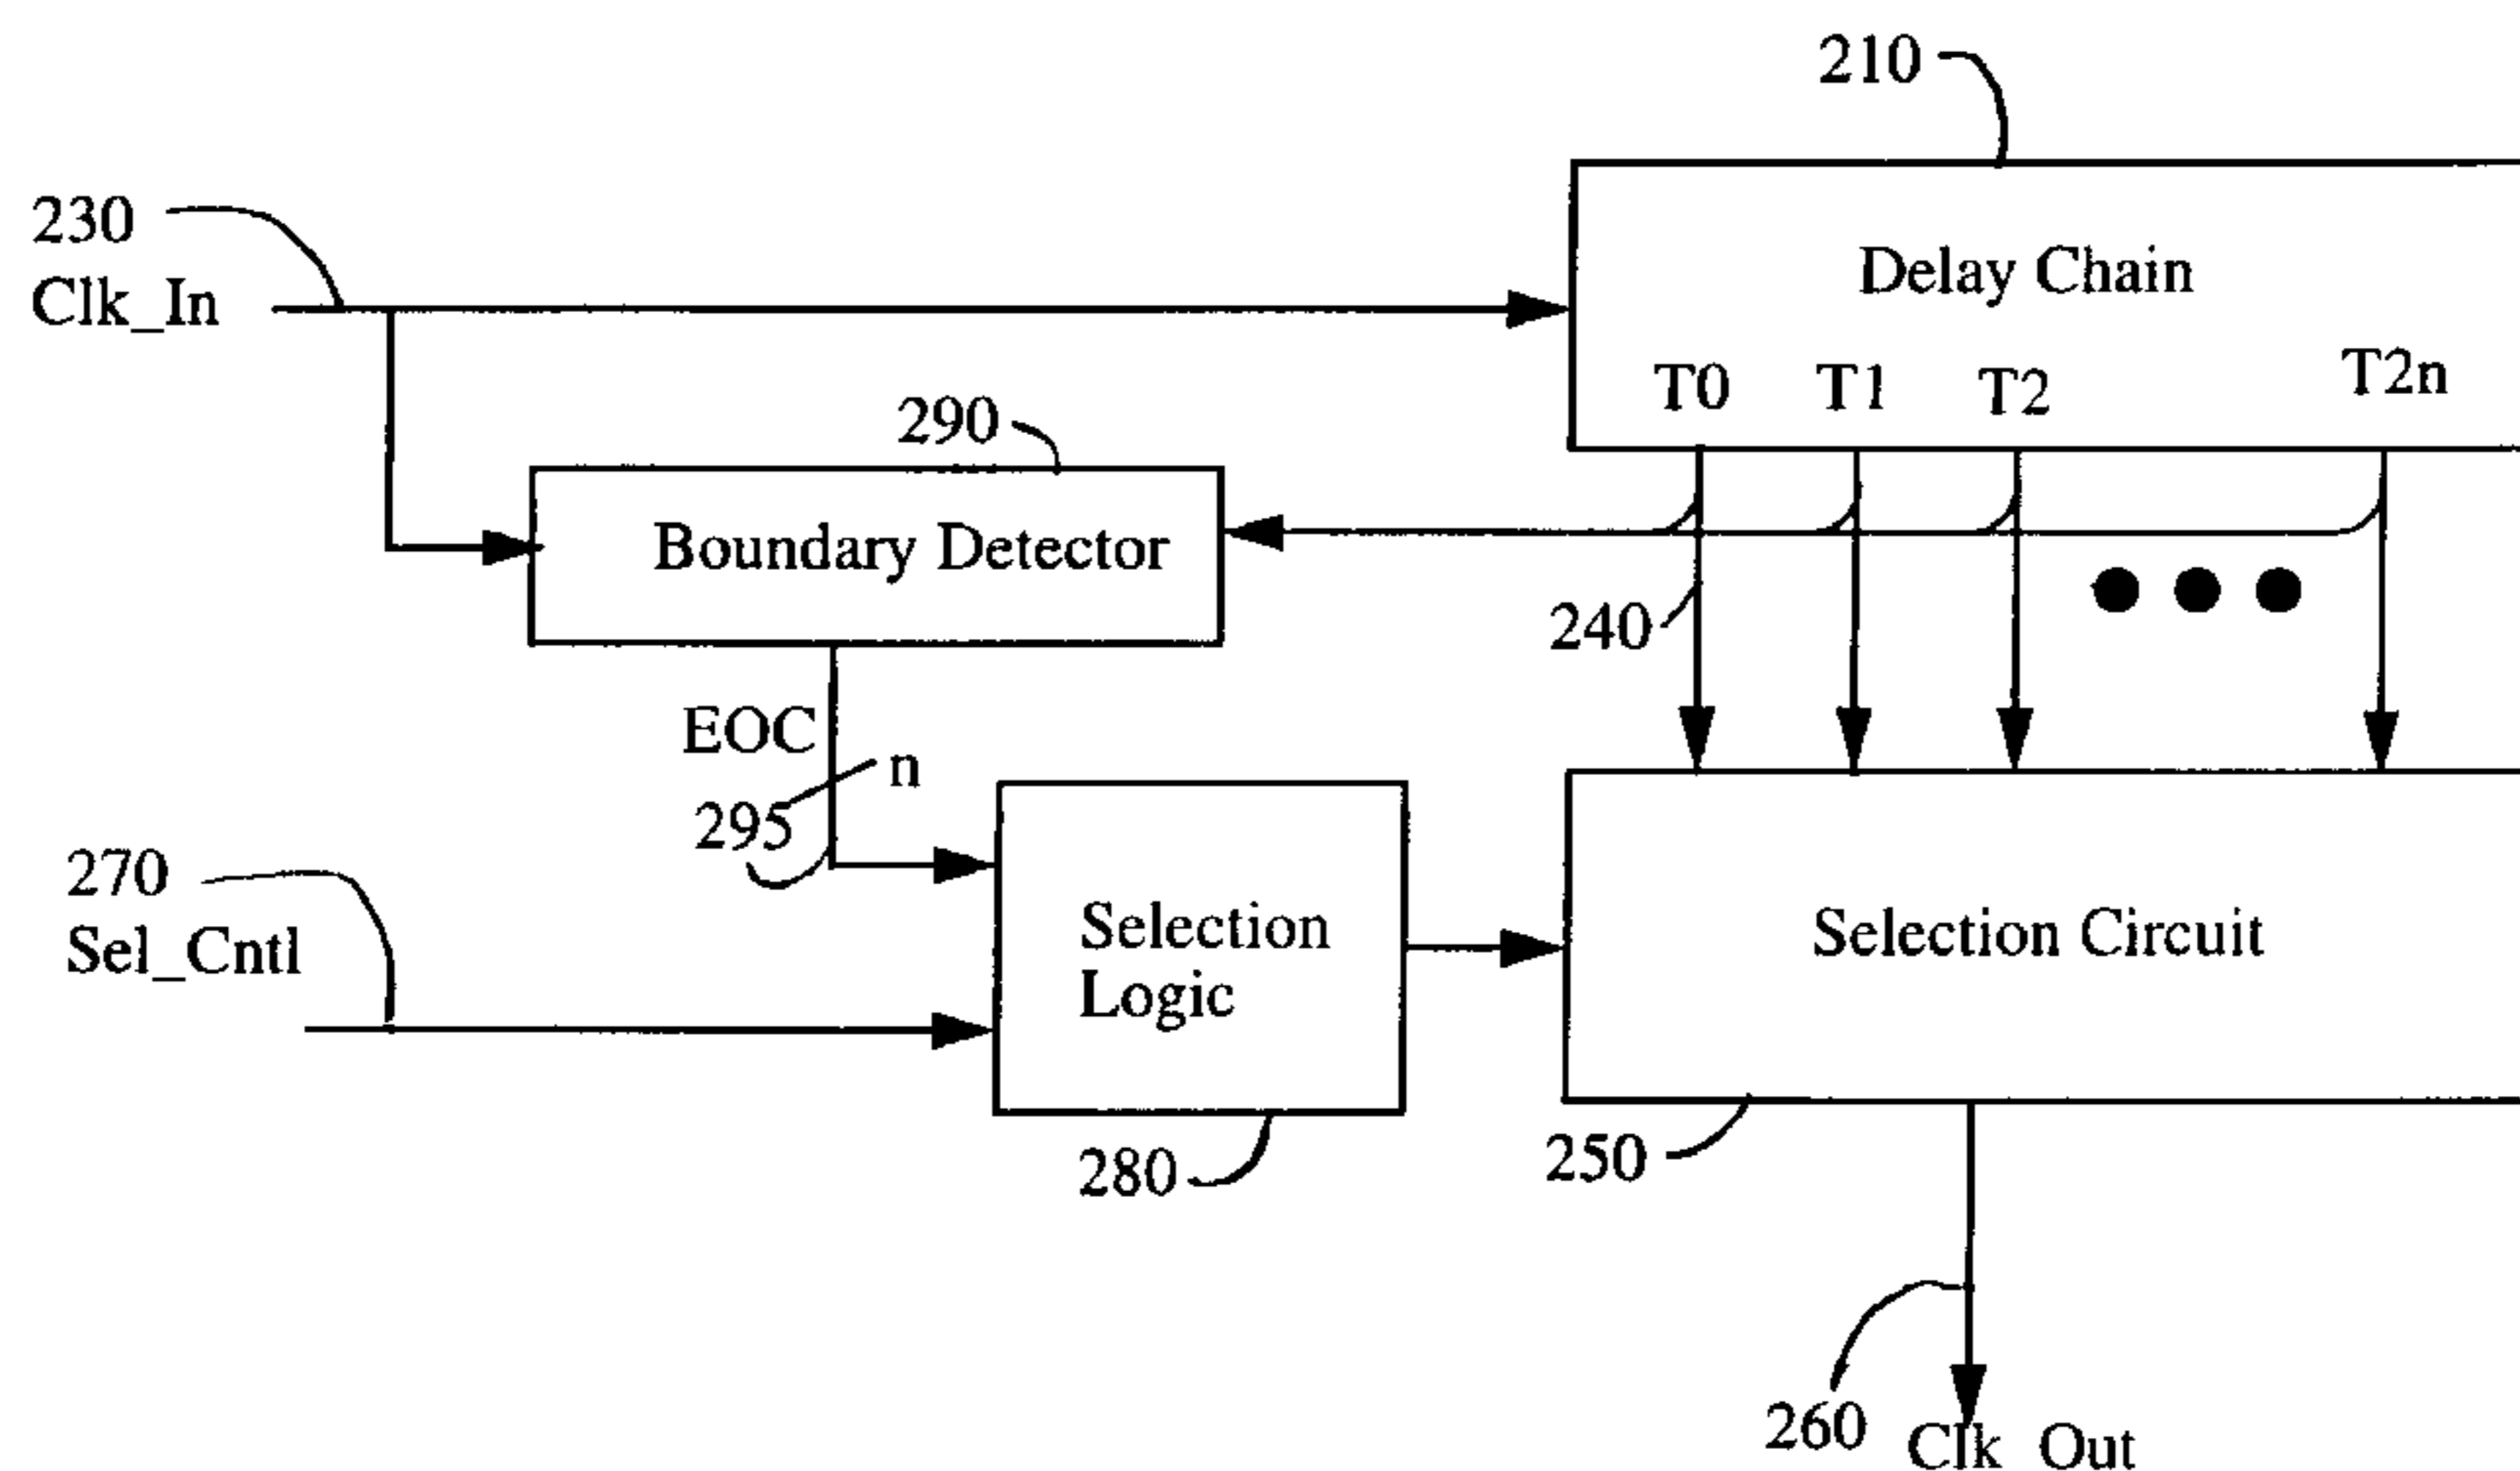 210
230
Clk_In
Delay Chain
T0 T1 T2 T2n
290
Boundary Detector
240
EOC
n
295
270
Sel_Cntl
Selection
Logic
Selection Circuit
280
250
260
Clk Out